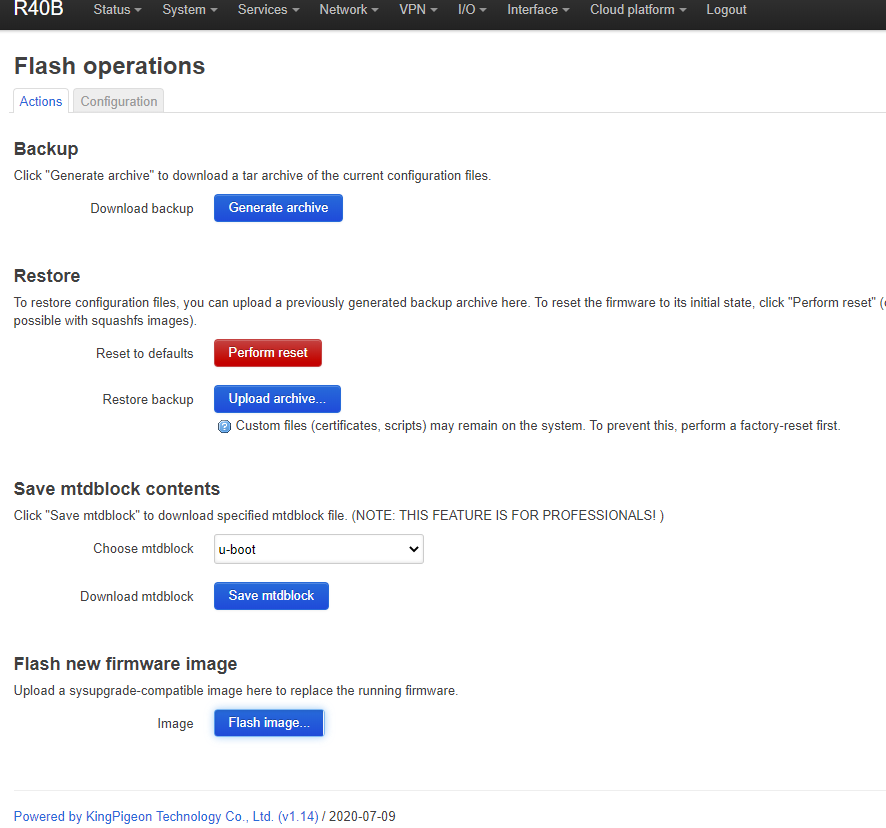 R40B Status System Services Network VPN I/O Interface Cloud platform Logout
Flash operations
Actions Configuration
Backup
Click "Generate archive" to download a tar archive of the current configuration files.
Download backup Generate archive
Restore
To restore configuration files, you can upload a previously generated backup archive here. To reset the firmware to its initial state, click "Perform reset" (
possible with squashfs images).
Reset to defaults Perform reset
Restore backup Upload archive...
Custom files (certificates, scripts) may remain on the system. To prevent this, perform a factory-reset first.
Save mtdblock contents
Click "Save mtdblock" to download specified mtdblock file. (NOTE: THIS FEATURE IS FOR PROFESSIONALS! )
Choose mtdblock u-boot
Download mtdblock Save mtdblock
Flash new firmware image
Upload a sysupgrade-compatible image here to replace the running firmware.
Image Flash image...
Powered by KingPigeon Technology Co., Ltd. (v1.14) / 2020-07-09